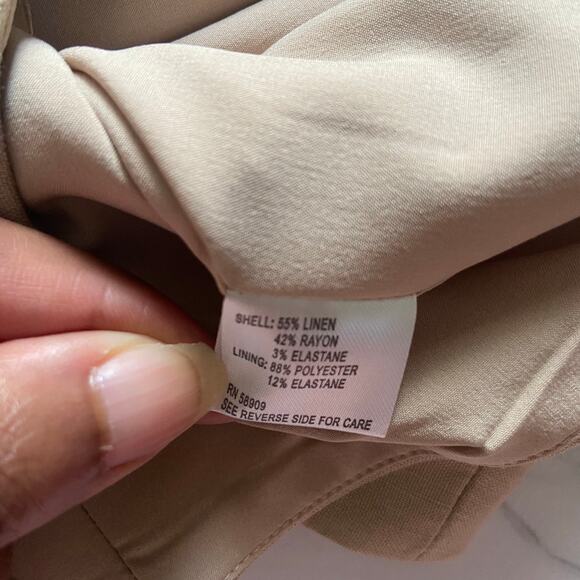 SHELL: 55% LINEN
42% RAYON
3% ELASTANE
LINING: 88% POLYESTER
12% ELASTANE
RN 58909
SEE REVERSE SIDE FOR CARE